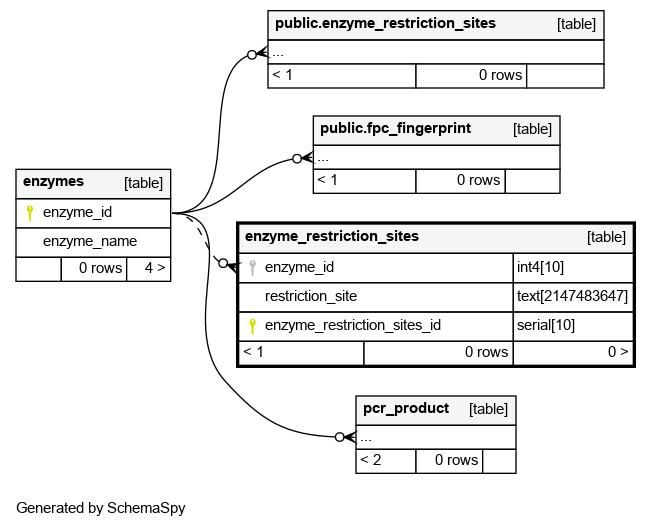 public.enzyme_restriction_sites [table]
...
< 1 0 rows
public.fpc_fingerprint [table]
...
< 1 0 rows
enzymes [table]
enzyme_id
enzyme_name
0 rows 4 >
enzyme_restriction_sites [table]
enzyme_id int4[10]
restriction_site text[2147483647]
enzyme_restriction_sites_id serial[10]
< 1 0 rows 0 >
pcr_product [table]
...
< 2 0 rows
Generated by SchemaSpy